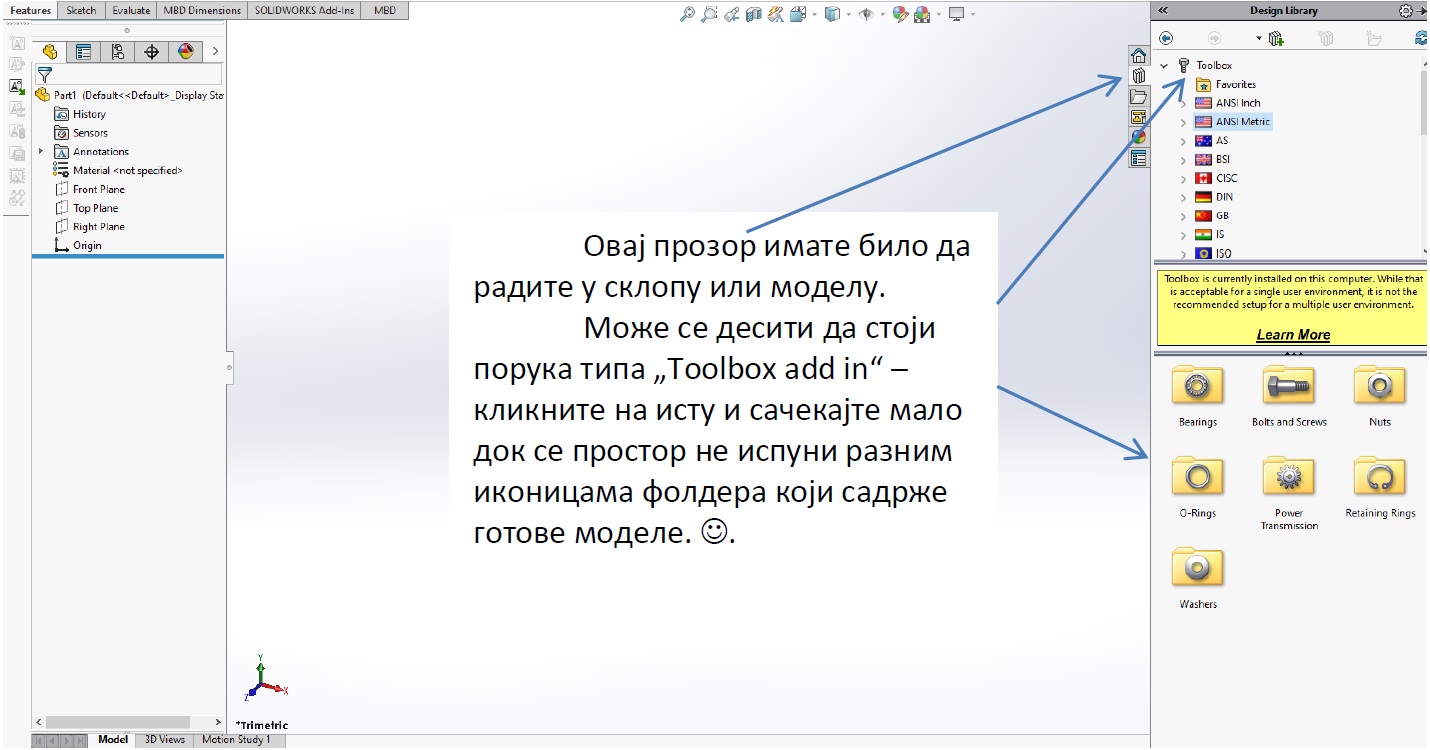 Features Sketch Evaluate MBD Dimensions SOLIDWORKS Add-Ins MBD
Part1 (Default<<Default>_Display Sta
History
Sensors
Annotations
Material <not specified>
Front Plane
Top Plane
Right Plane
Origin
Овај прозор имате било да
радите у склопу или моделу.
Може се десити да стоји
порука типа „Toolbox add in“ –
кликните на исту и сачекајте мало
док се простор не испуни разним
иконицама фолдера који садрже
готове моделе. ☺.
Y
X
Z
*Trimetric
Model 3D Views Motion Study 1
Design Library
Toolbox
Favorites
ANSI Inch
ANSI Metric
AS
BSI
CISC
DIN
GB
IS
ISO
Toolbox is currently installed on this computer. While that
is acceptable for a single user environment, it is not the
recommended setup for a multiple user environment.
Learn More
Bearings Bolts and Screws Nuts
O-Rings Power Retaining Rings
Transmission
Washers